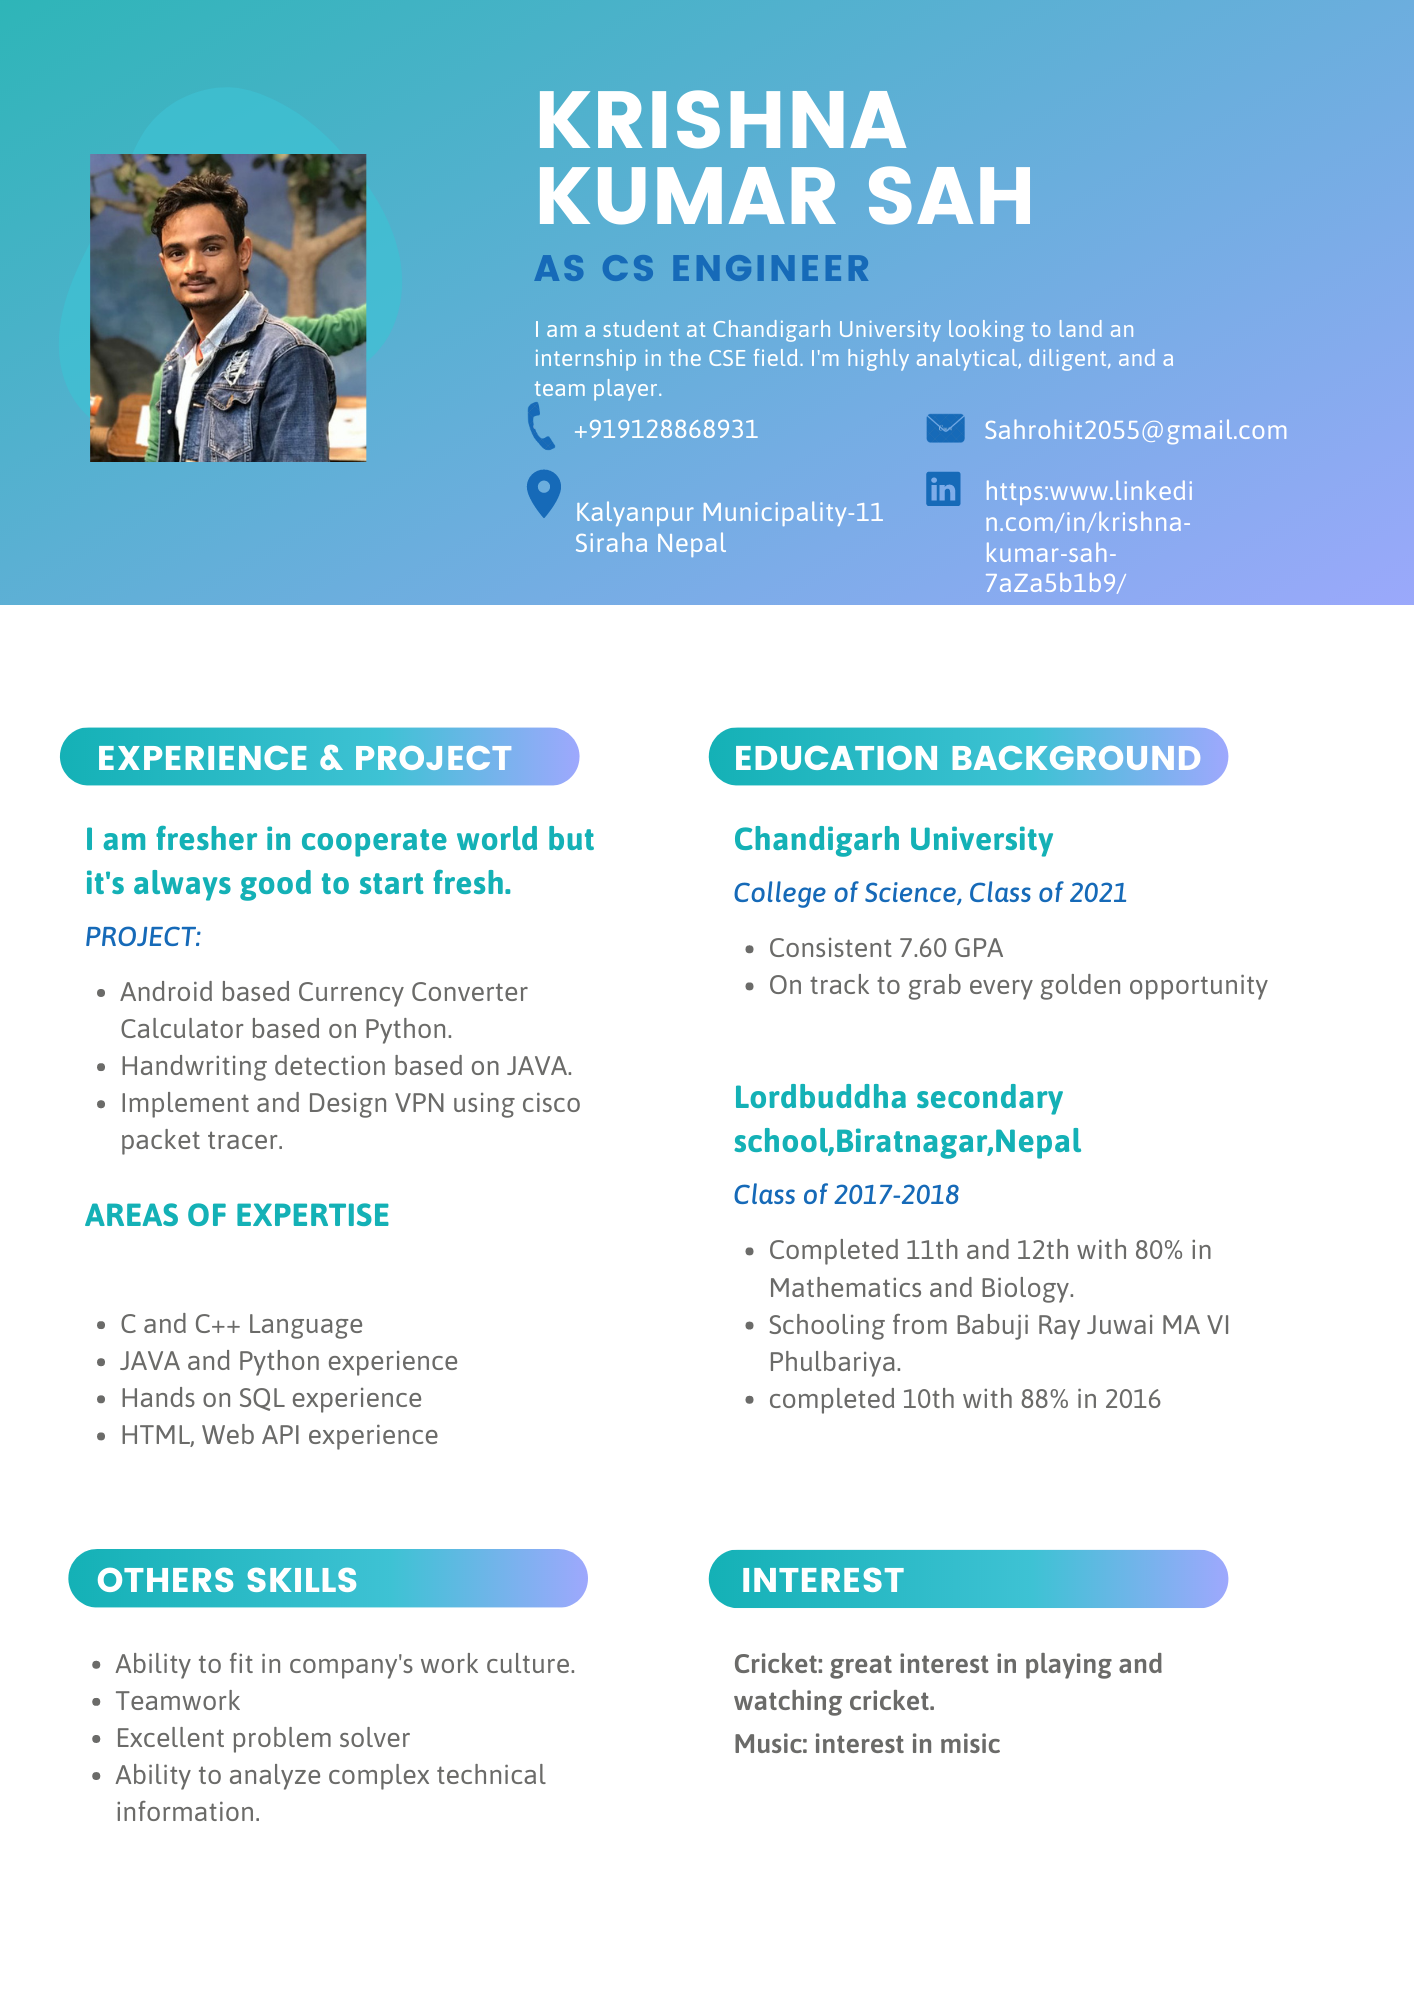 KRISHNA
KUMAR SAH
AS CS ENGINEER
I am a student at Chandigarh University looking to land an
internship in the CSE field. I'm highly analytical, diligent, and a
team player.
+919128868931
Sahrohit2055@gmail.com
Kalyanpur Municipality-11
Siraha Nepal
https:www.linkedi
n.com/in/krishna-
kumar-sah-
7aZa5b1b9/
EXPERIENCE & PROJECT
I am fresher in cooperate world but
it's always good to start fresh.
PROJECT:
• Android based Currency Converter
Calculator based on Python.
• Handwriting detection based on JAVA.
• Implement and Design VPN using cisco
packet tracer.
AREAS OF EXPERTISE
• C and C++ Language
• JAVA and Python experience
• Hands on SQL experience
• HTML, Web API experience
EDUCATION BACKGROUND
Chandigarh University
College of Science, Class of 2021
• Consistent 7.60 GPA
• On track to grab every golden opportunity
Lordbuddha secondary
school,Biratnagar,Nepal
Class of 2017-2018
• Completed 11th and 12th with 80% in
Mathematics and Biology.
• Schooling from Babuji Ray Juwai MA VI
Phulbariya.
• completed 10th with 88% in 2016
OTHERS SKILLS
• Ability to fit in company's work culture.
• Teamwork
• Excellent problem solver
• Ability to analyze complex technical
information.
INTEREST
Cricket: great interest in playing and
watching cricket.
Music: interest in misic